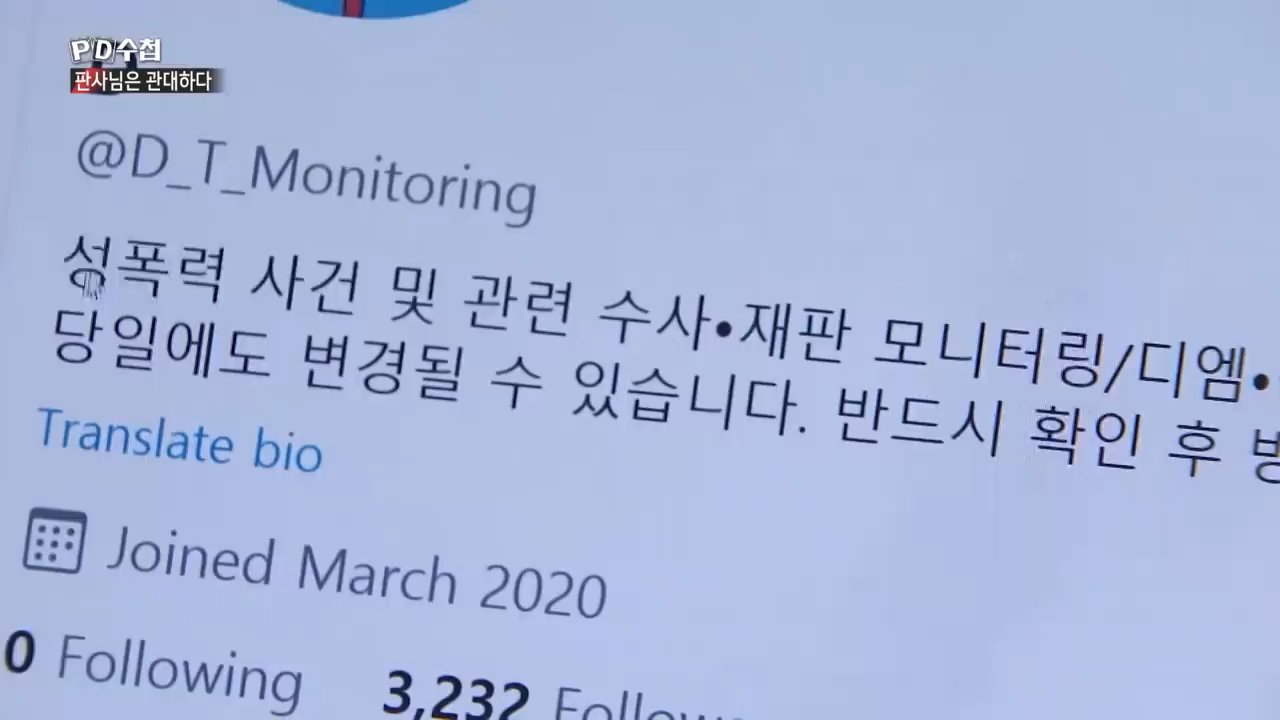 PD수첩
판사님은 관대하다
@D_T_Monitoring
성폭력 사건 및 관련 수사•재판 모니터링/디엠•
당일에도 변경될 수 있습니다. 반드시 확인 후
Translate bio
Joined March 2020
0 Following 3,232